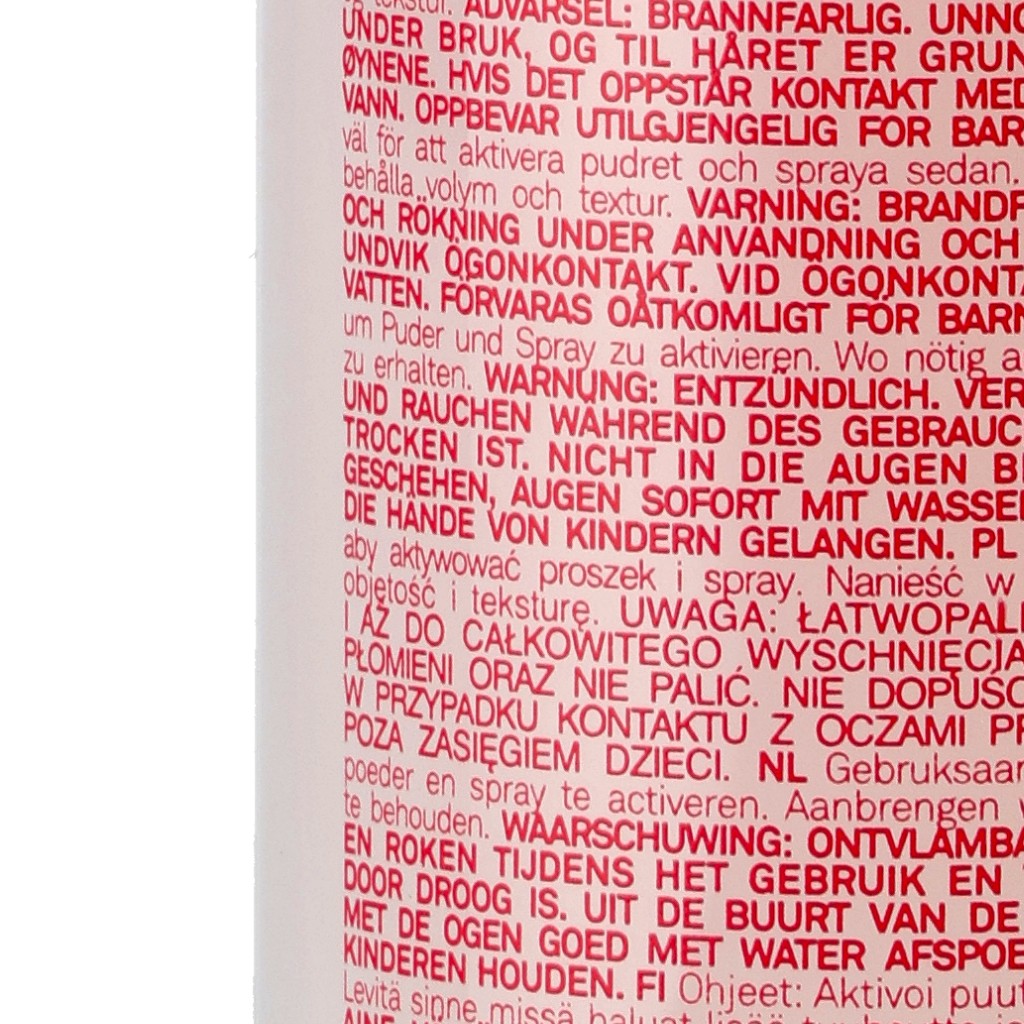 tekstur. ADVARSEL: BRANNFARLIG. UNNG
UNDER BRUK, OG TIL HÅRET ER GRUN
ØYNENE. HVIS DET OPPSTÅR KONTAKT MED
VANN. OPPBEVAR UTILGJENGELIG FOR BAR
väl för att aktivera pudret och spraya sedan.
behålla volym och textur. VARNING: BRANDF
OCH RÖKNING UNDER ANVÄNDNING OCH
UNDVIK ÖGONKONTAKT. VID ÖGONKONTA
VATTEN. FÖRVARAS OÅTKOMLIGT FÖR BARN
um Puder und Spray zu aktivieren. Wo nötig a
zu erhalten. WARNUNG: ENTZÜNDLICH. VER
UND RAUCHEN WÄHREND DES GEBRAUC
TROCKEN IST. NICHT IN DIE AUGEN B
GESCHEHEN, AUGEN SOFORT MIT WASSE
DIE HÄNDE VON KINDERN GELANGEN. PL
aby aktywować proszek i spray. Nanieść w
objętość i teksturę. UWAGA: ŁATWOPAL
I AŻ DO CAŁKOWITEGO WYSCHNIĘCIA
PŁOMIENI ORAZ NIE PALIĆ. NIE DOPUŚC
W PRZYPADKU KONTAKTU Z OCZAMI PR
POZA ZASIĘGIEM DZIECI. NL Gebruksaan
poeder en spray te activeren. Aanbrengen
te behouden. WAARSCHUWING: ONTVLAMBA
EN ROKEN TIJDENS HET GEBRUIK EN
DOOR DROOG IS. UIT DE BUURT VAN DE
MET DE OGEN GOED MET WATER AFSPOE
KINDEREN HOUDEN. FI Ohjeet: Aktivoi puut
Levitä sinne, missä haluat lisää